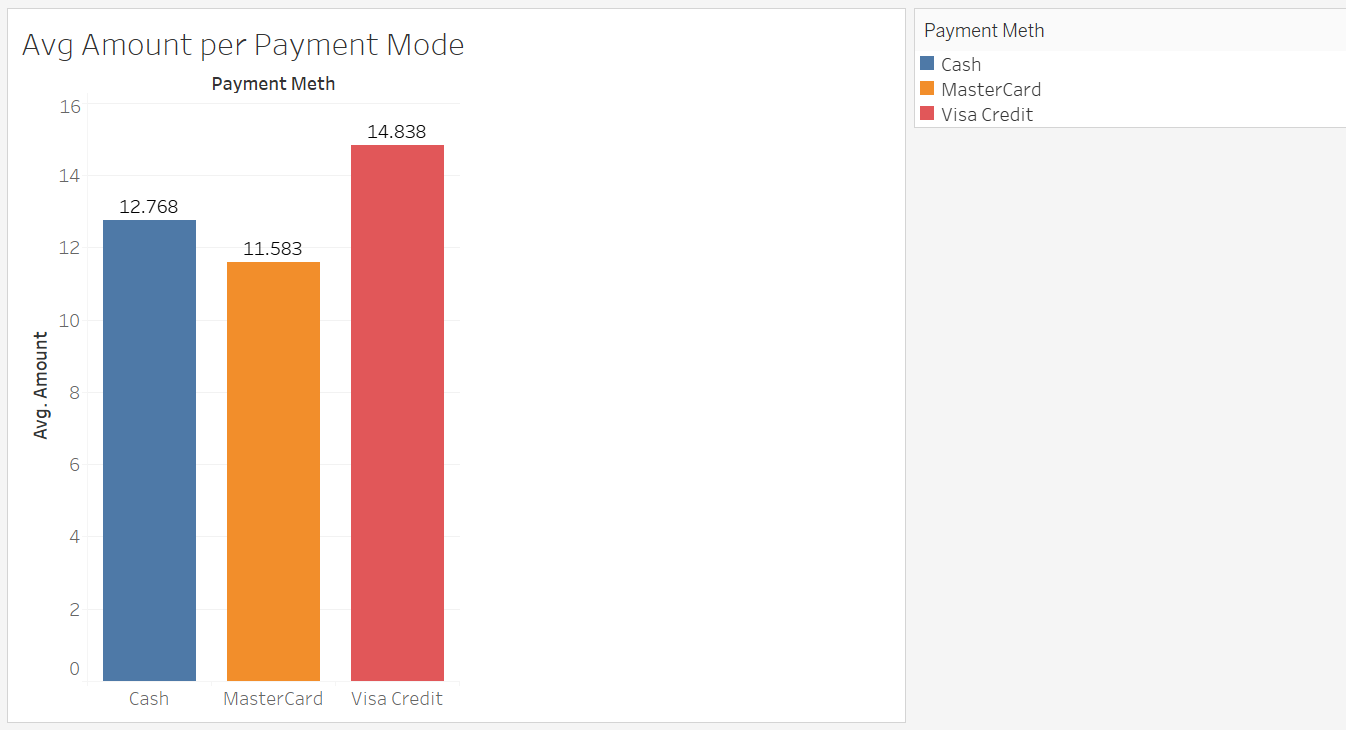 Avg Amount per Payment Mode
Payment Meth
16
14
12
10
8
6
4
2
0
Avg. Amount
12.768
11.583
14.838
Cash
MasterCard
Visa Credit
Payment Meth
Cash
MasterCard
Visa Credit